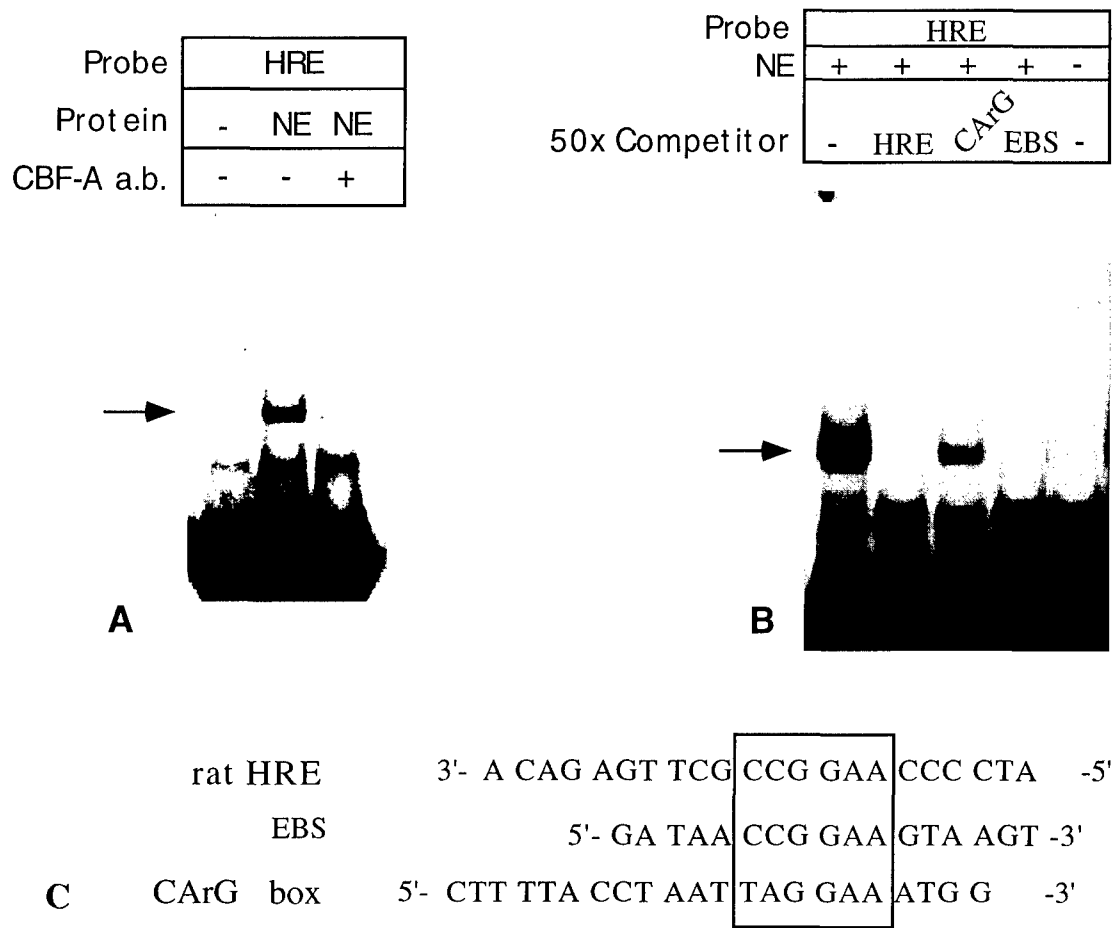 Probe HRE
Protein - NE NE
CBF-A a.b. - - +
A
Probe HRE
NE + + + + -
50x Competitor - HRE CArG EBS -
B
rat HRE 3'- A CAG AGT TCG CCG GAA CCC CTA -5'
EBS 5'- GA TAA CCG GAA GTA AGT -3'
C CArG box 5'- CTT TTA CCT AAT TAG GAA ATG G -3'